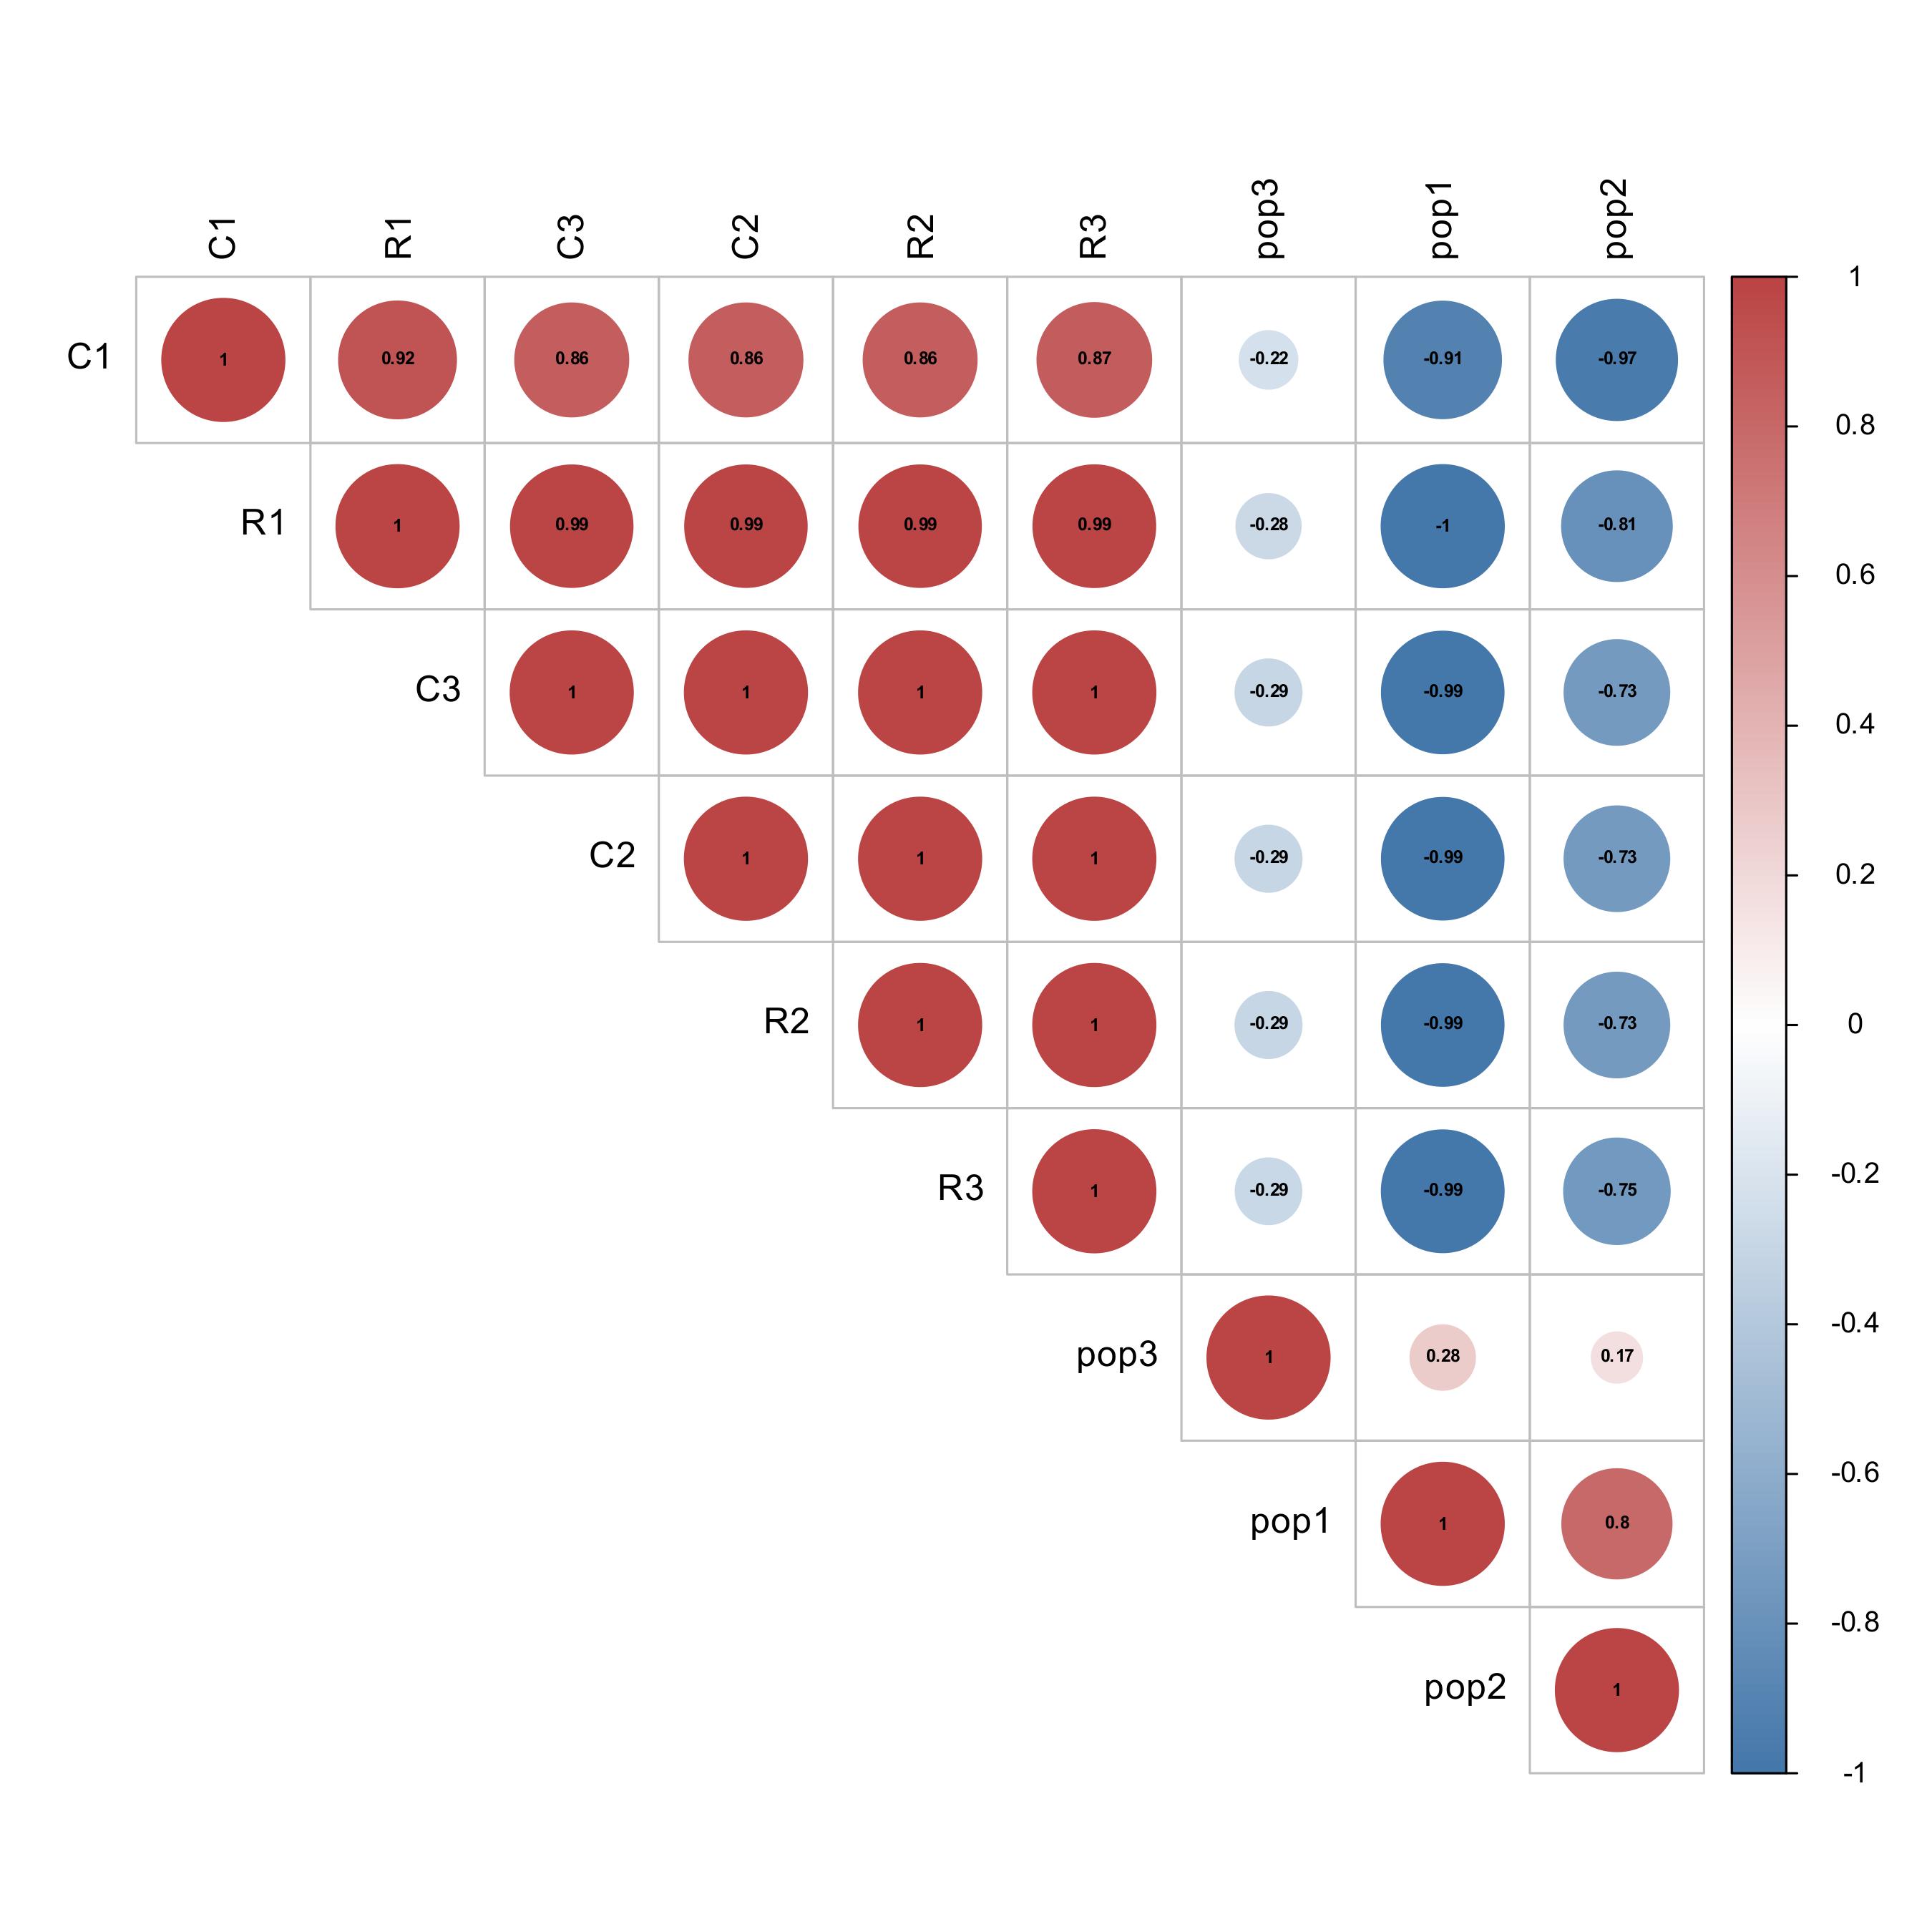 C1 R1 C3 C2 R2 R3 pop3 pop1 pop2
C1 1 0.92 0.86 0.86 0.86 0.87 -0.22 -0.91 -0.97
R1 1 0.99 0.99 0.99 0.99 -0.28 -1 -0.81
C3 1 1 1 1 -0.29 -0.99 -0.73
C2 1 1 1 -0.29 -0.99 -0.73
R2 1 1 -0.29 -0.99 -0.73
R3 1 -0.29 -0.99 -0.75
pop3 1 0.28 0.17
pop1 1 0.8
pop2 1
1
0.8
0.6
0.4
0.2
0
-0.2
-0.4
-0.6
-0.8
-1